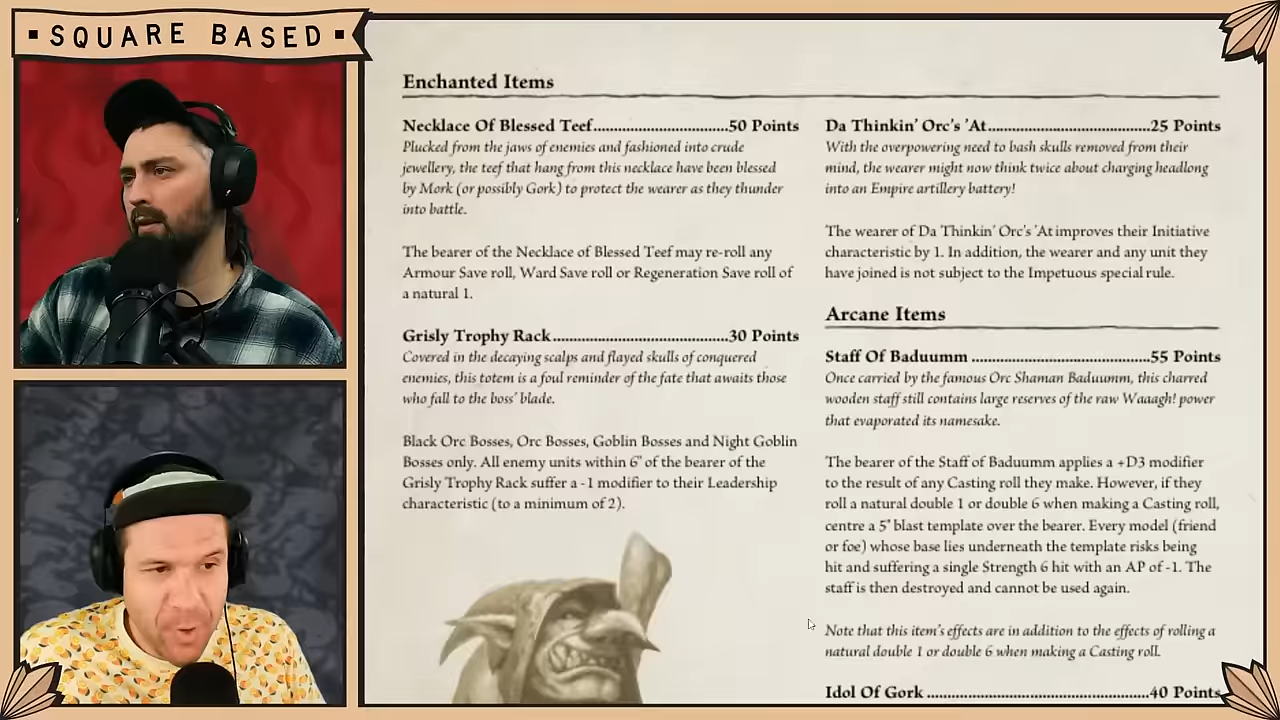 SQUARE BASED
Enchanted Items
Necklace Of Blessed Teef..............................50 Points
Plucked from the jaws of enemies and fashioned into crude
jewellery, the teef that hang from this necklace have been blessed
by Mork (or possibly Gork) to protect the wearer as they thunder
into battle.
The bearer of the Necklace of Blessed Teef may re-roll any
Armour Save roll, Ward Save roll or Regeneration Save roll of
a natural 1.
Grisly Trophy Rack.......................................30 Points
Covered in the decaying scalps and flayed skulls of conquered
enemies, this totem is a foul reminder of the fate that awaits those
who fall to the boss' blade.
Black Orc Bosses, Orc Bosses, Goblin Bosses and Night Goblin
Bosses only. All enemy units within 6" of the bearer of the
Grisly Trophy Rack suffer a -1 modifier to their Leadership
characteristic (to a minimum of 2).
Da Thinkin' Orc's 'At....................................25 Points
With the overpowering need to bash skulls removed from their
mind, the wearer might now think twice about charging headlong
into an Empire artillery battery!
The wearer of Da Thinkin' Orc's 'At improves their Initiative
characteristic by 1. In addition, the wearer and any unit they
have joined is not subject to the Impetuous special rule.
Arcane Items
Staff Of Baduumm .......................................55 Points
Once carried by the famous Orc Shaman Baduumm, this charred
wooden staff still contains large reserves of the raw Waaagh! power
that evaporated its namesake.
The bearer of the Staff of Baduumm applies a +D3 modifier
to the result of any Casting roll they make. However, if they
roll a natural double 1 or double 6 when making a Casting roll,
centre a 5" blast template over the bearer. Every model (friend
or foe) whose base lies underneath the template risks being
hit and suffering a single Strength 6 hit with an AP of -1. The
staff is then destroyed and cannot be used again.
Note that this item's effects are in addition to the effects of rolling a
natural double 1 or double 6 when making a Casting roll.
Idol Of Gork ................................................40 Points